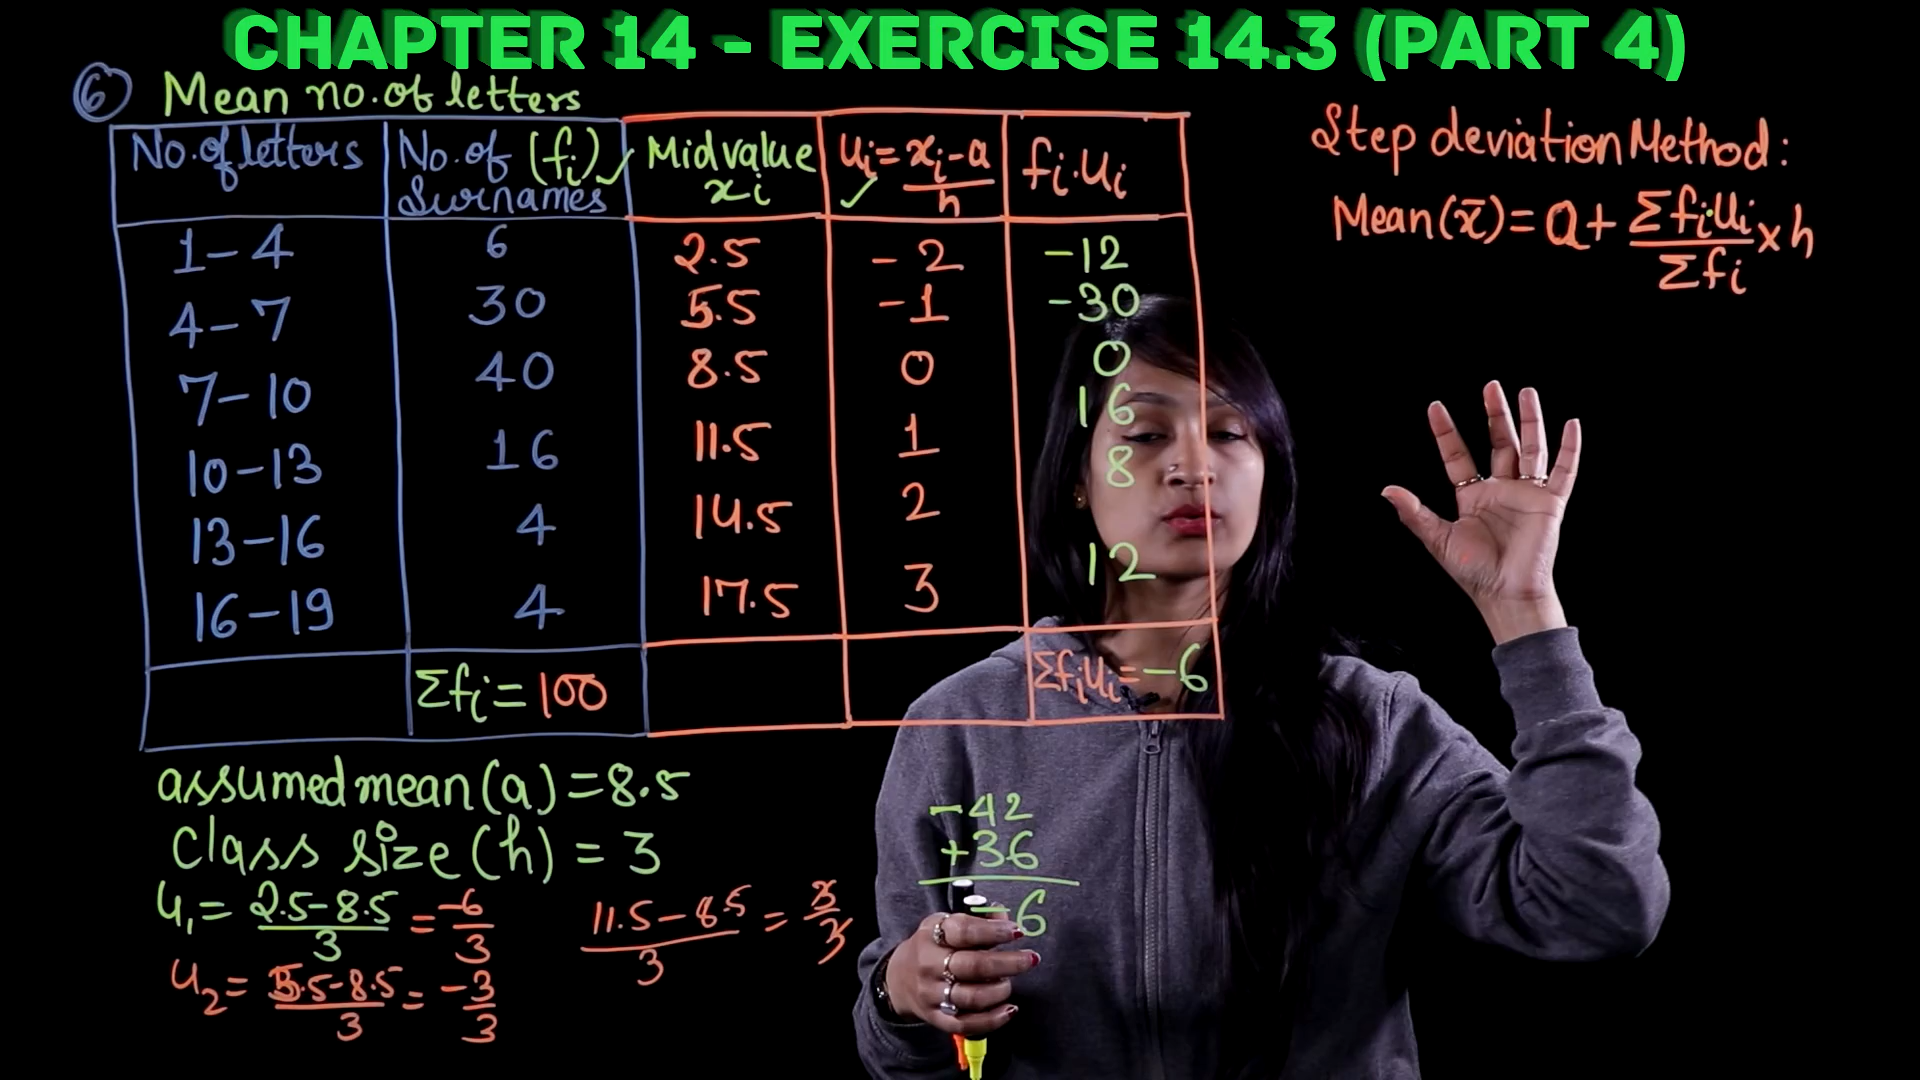 CHAPTER 14 - EXERCISE 14.3 (PART 4)
6 Mean no. of letters
No. of letters No. of (fi) ✓ Surnames Midvalue xi ui = xi - a / h ✓ fi.ui
1-4 6 2.5 -2 -12
4-7 30 5.5 -1 -30
7-10 40 8.5 0 0
10-13 16 11.5 1 16
13-16 4 14.5 2 8
16-19 4 17.5 3 12
Σfi = 100 Σfiui = -6
Step deviation Method:
Mean (x̄) = a + Σfi.ui / Σfi × h
assumed mean (a) = 8.5
Class size (h) = 3
u1 = 2.5-8.5 / 3 = -6 / 3
u2 = 5.5-8.5 / 3 = -3 / 3
11.5-8.5 / 3 = 3 / 3
-42
+36
-6